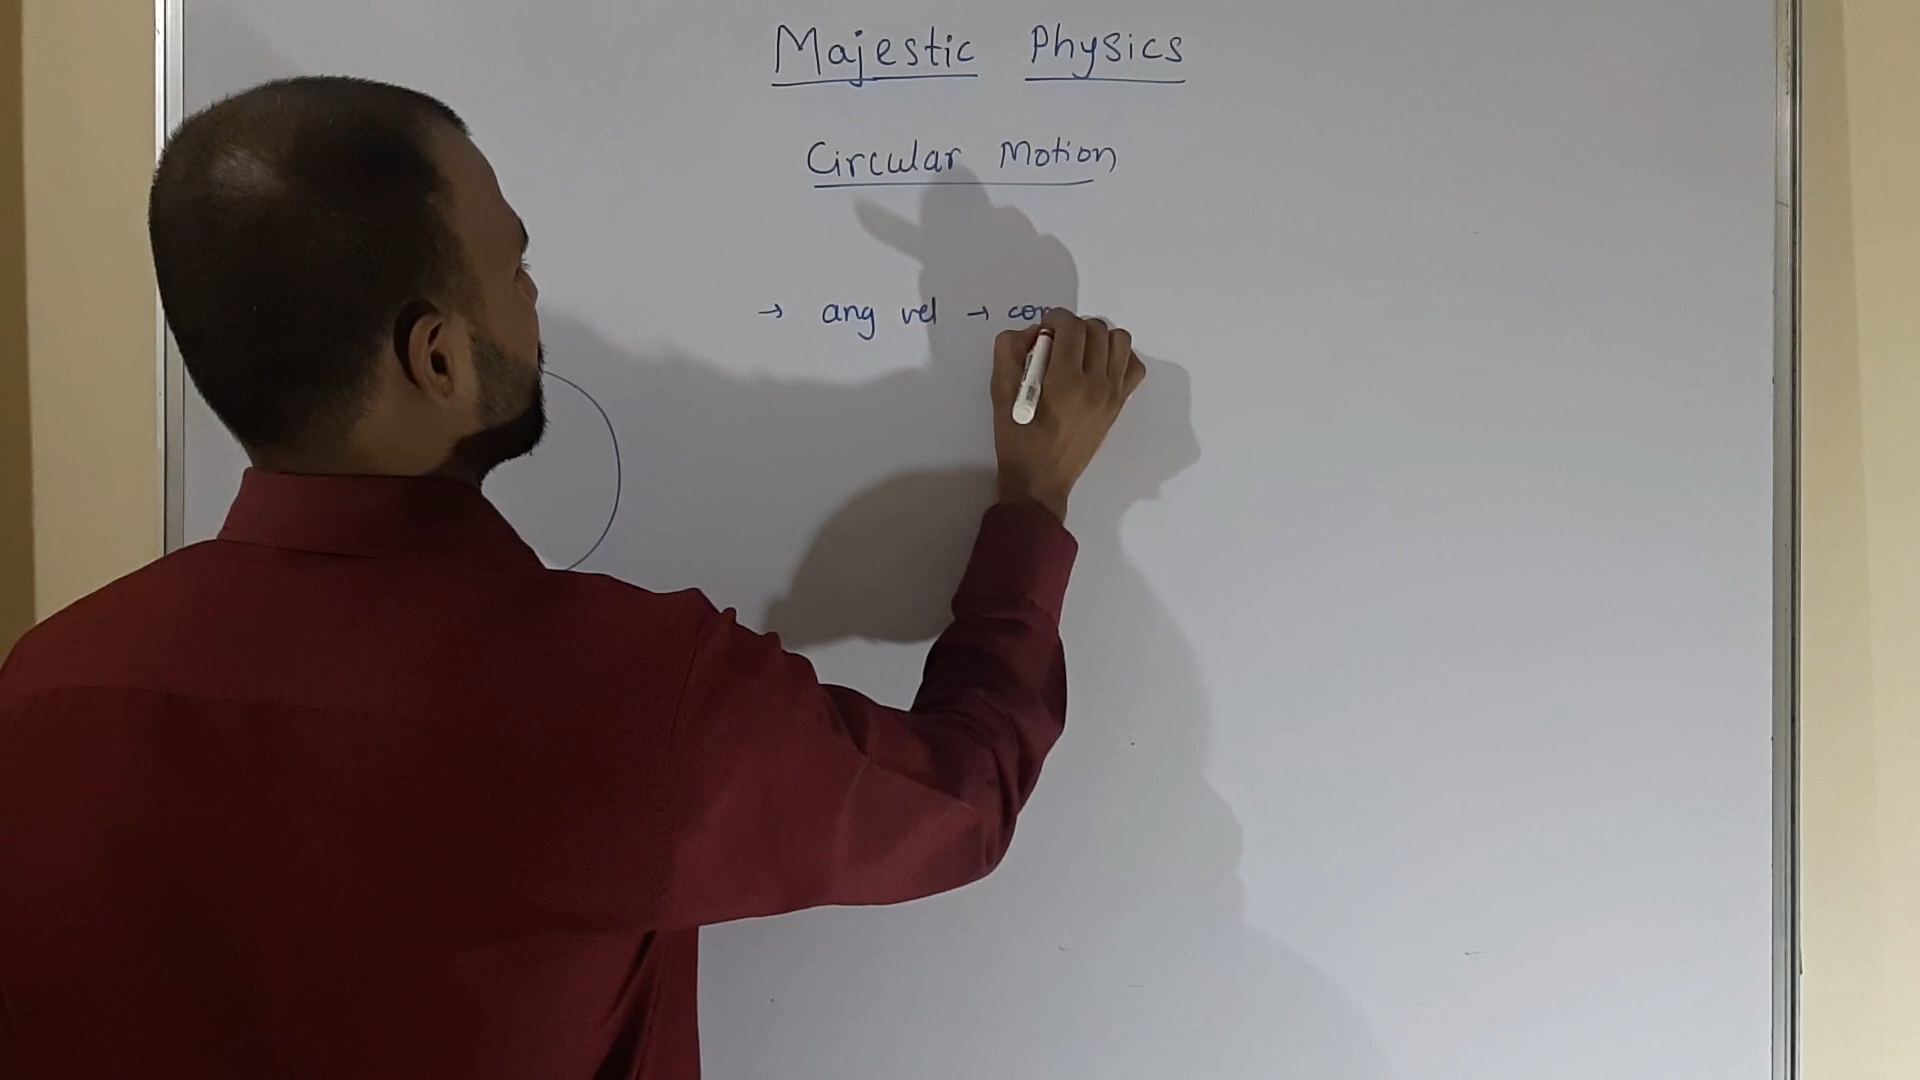 Majestic Physics
Circular Motion
→ ang vel →